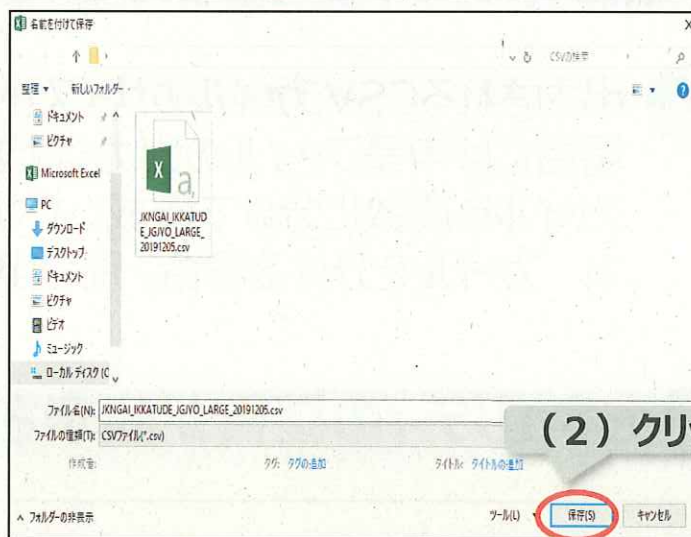 名前を付けて保存
CSVの検索
整理 新しいフォルダー
ドキュメント
ピクチャ
Microsoft Excel
PC
ダウンロード
デスクトップ
ドキュメント
ピクチャ
ビデオ
ミュージック
ローカル ディスク (C
JKNGAI_IKKATUD
E_JGJYO_LARGE_
20191205.csv
ファイル名(N): JKNGAI_IKKATUDE_JGJYO_LARGE_20191205.csv
ファイルの種類(T): CSVファイル(*.csv)
(2) クリ
作成者: タグ: タグの追加 タイトル: タイトルの追加
フォルダーの非表示 ツール(L) 保存(S) キャンセル